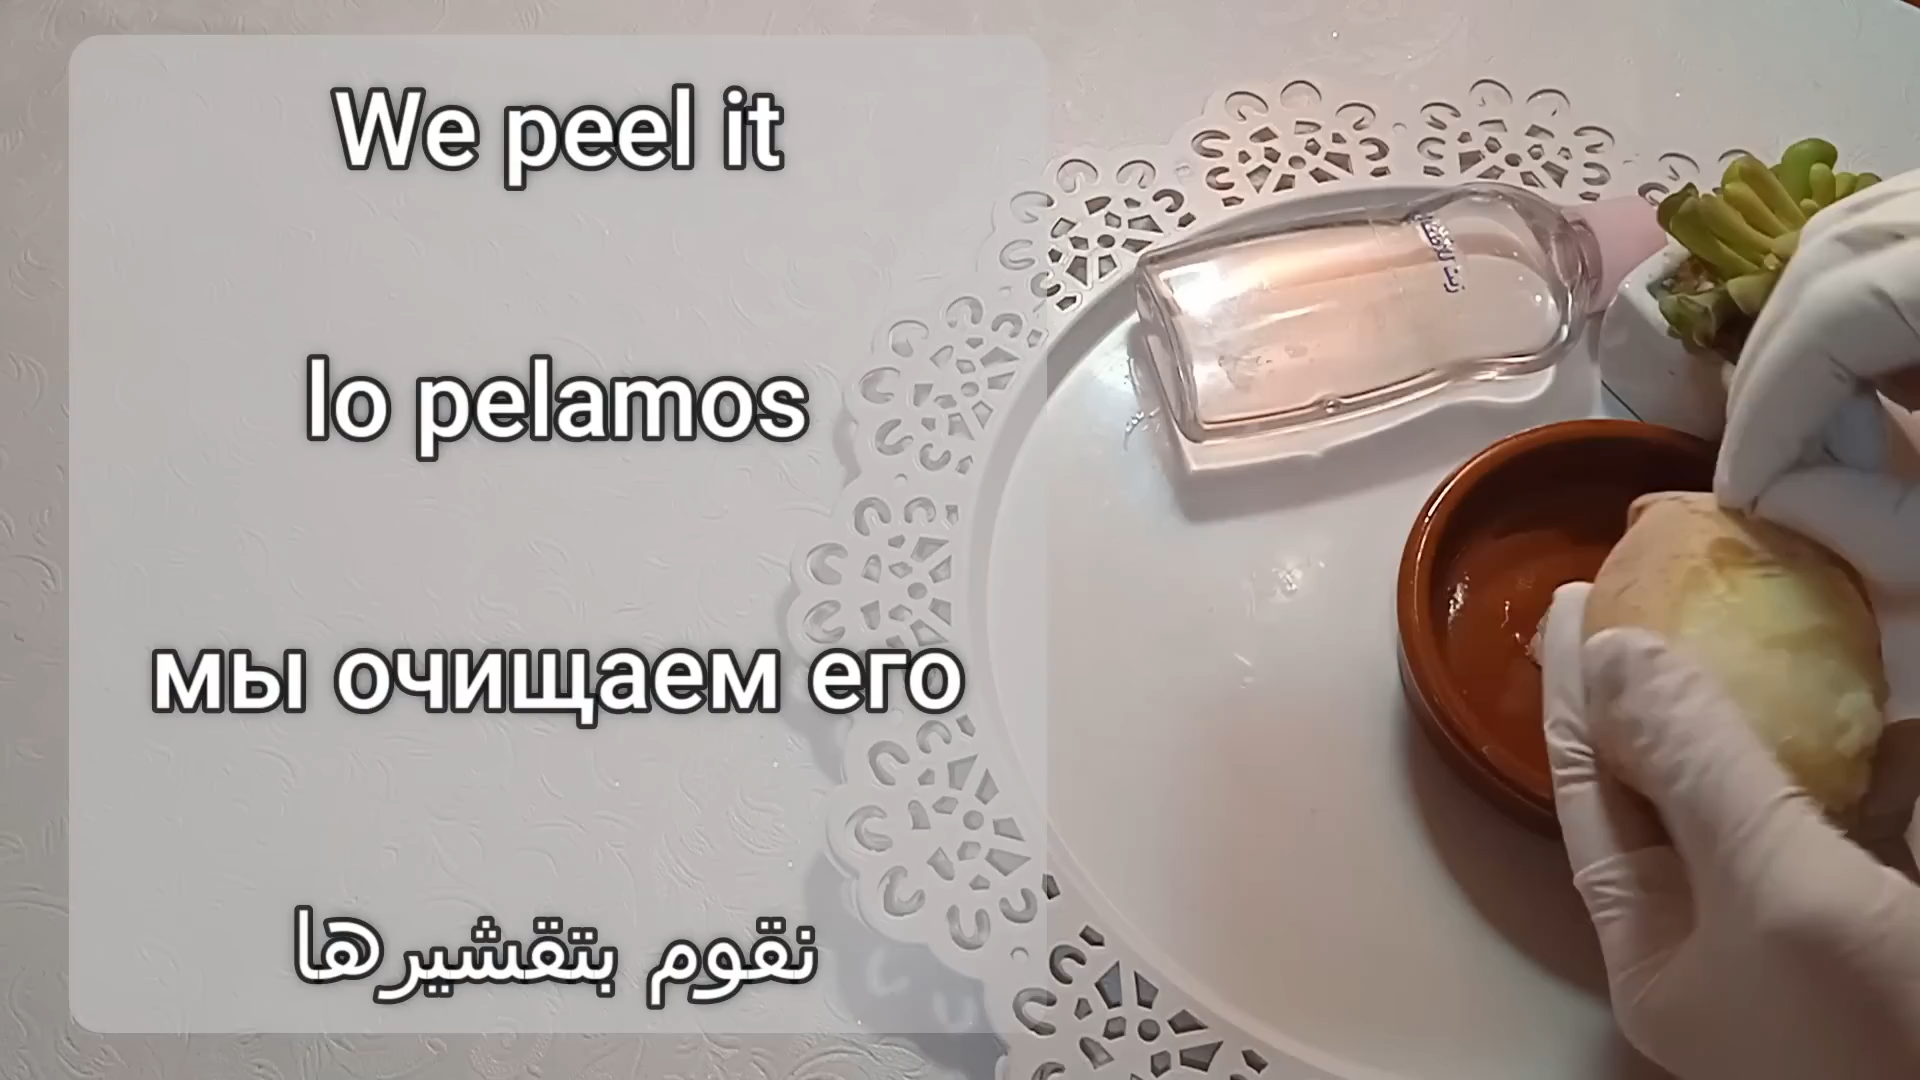 We peel it
lo pelamos
мы очищаем его
نقوم بتقشيرها